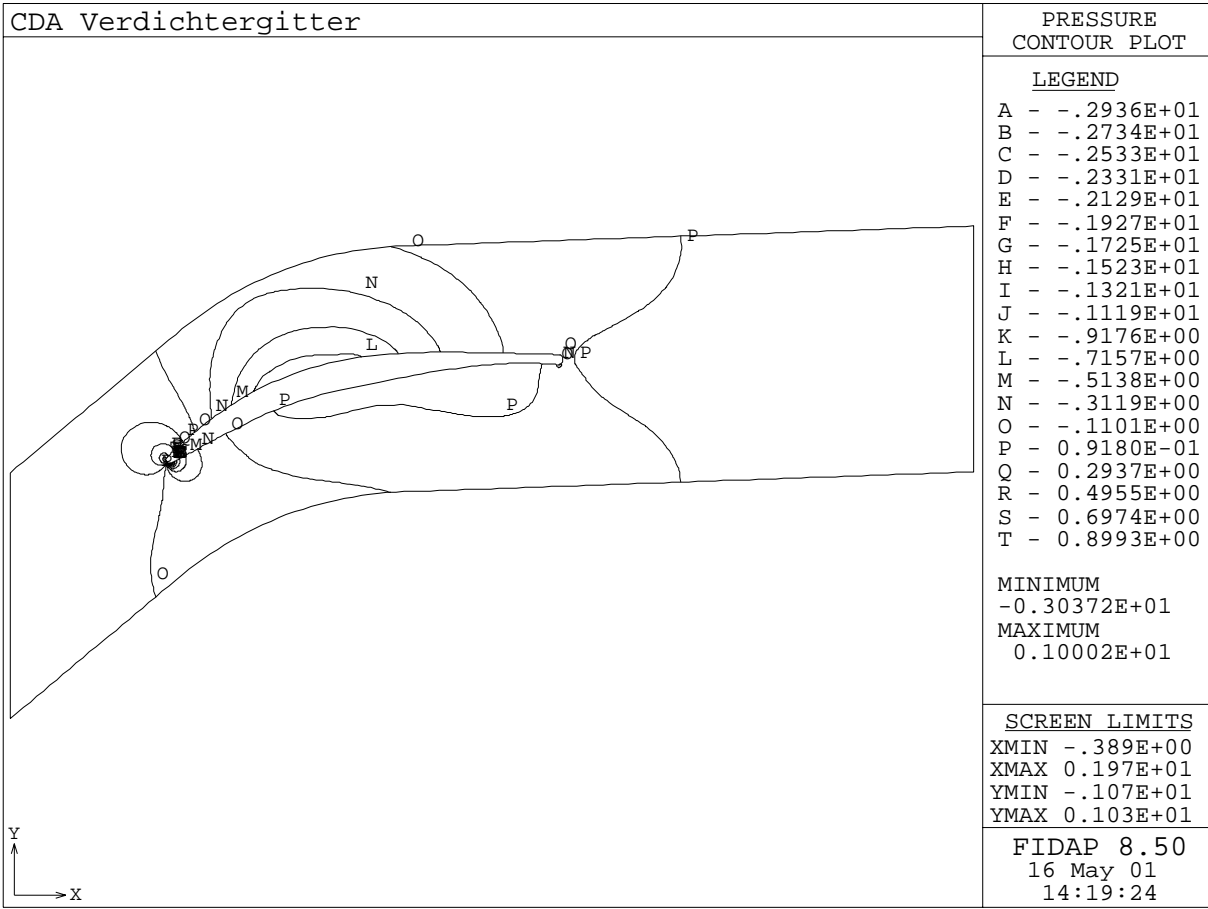 CDA Verdichtergitter
PRESSURE
CONTOUR PLOT
LEGEND
A - -.2936E+01
B - -.2734E+01
C - -.2533E+01
D - -.2331E+01
E - -.2129E+01
F - -.1927E+01
G - -.1725E+01
H - -.1523E+01
I - -.1321E+01
J - -.1119E+01
K - -.9176E+00
L - -.7157E+00
M - -.5138E+00
N - -.3119E+00
O - -.1101E+00
P - 0.9180E-01
Q - 0.2937E+00
R - 0.4955E+00
S - 0.6974E+00
T - 0.8993E+00
MINIMUM
-0.30372E+01
MAXIMUM
0.10002E+01
SCREEN LIMITS
XMIN -.389E+00
XMAX 0.197E+01
YMIN -.107E+01
YMAX 0.103E+01
FIDAP 8.50
16 May 01
14:19:24
O
P
N
L
O
P
M
P
P
N
O
O
O
P
M
N
O
Y
X